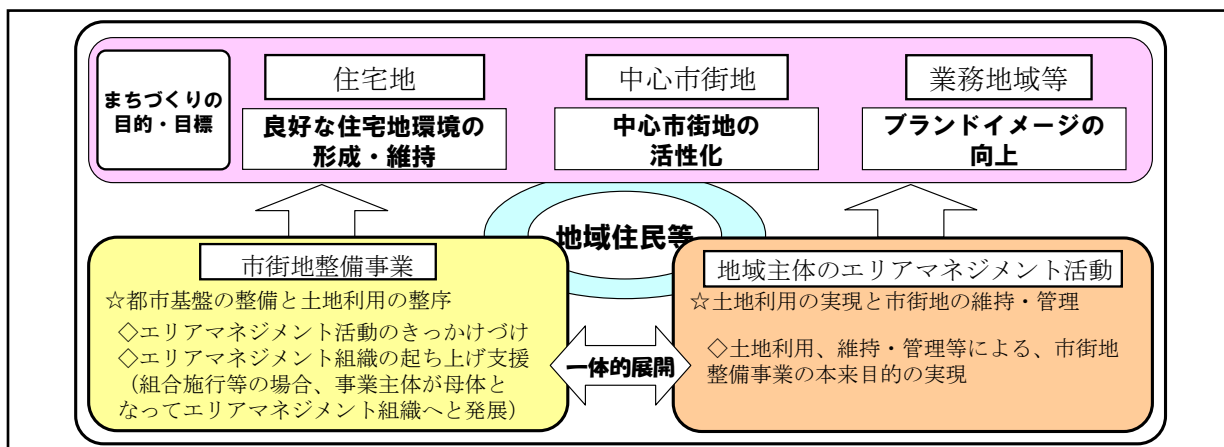 まちづくりの
目的・目標
住宅地
良好な住宅地環境の
形成・維持
中心市街地
中心市街地の
活性化
業務地域等
ブランドイメージの
向上
地域住民等
市街地整備事業
☆都市基盤の整備と土地利用の整序
◇エリアマネジメント活動のきっかけづけ
◇エリアマネジメント組織の起ち上げ支援
（組合施行等の場合、事業主体が母体と
なってエリアマネジメント組織へと発展）
一体的展開
地域主体のエリアマネジメント活動
☆土地利用の実現と市街地の維持・管理
◇土地利用、維持・管理等による、市街地
整備事業の本来目的の実現